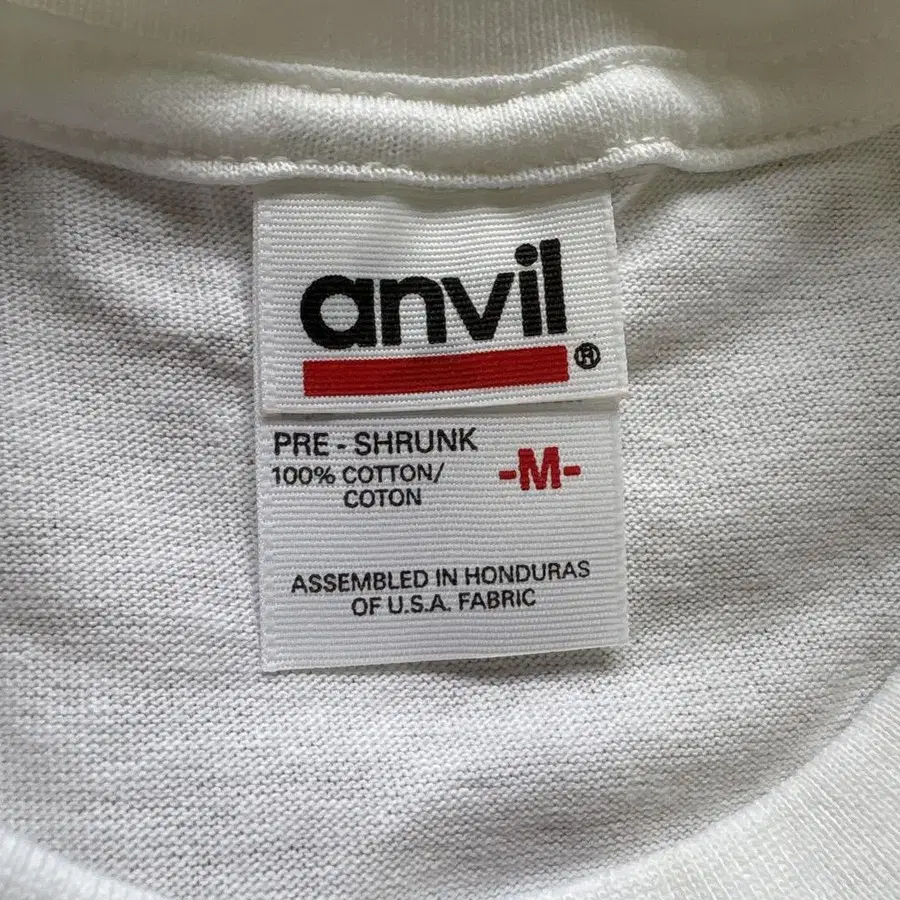 anvil®
PRE - SHRUNK
100% COTTON/
COTON
-M-
ASSEMBLED IN HONDURAS
OF U.S.A. FABRIC